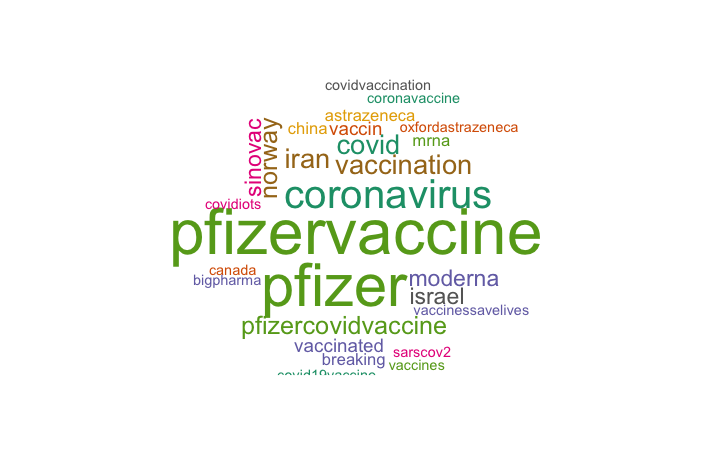 covidvaccination
coronavaccine
astrazeneca
china
vaccin
oxfordastrazeneca
mrna
covid
sinovac
norway
iran
vaccination
coronavirus
covidiots
pfizervaccine
canada
bigpharma
pfizer
moderna
israel
vaccinessavelives
pfizercovidvaccine
vaccinated
sarscov2
breaking
vaccines
covid19vaccine